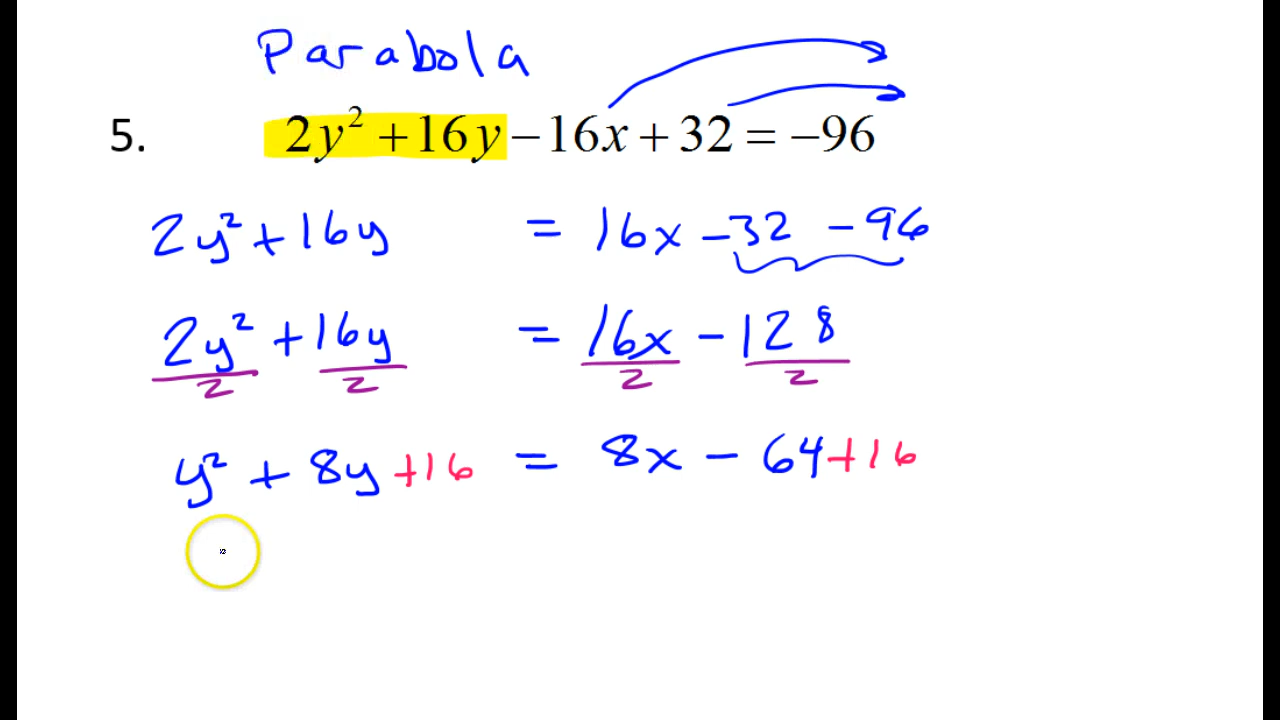 Parabola
5. 2y² + 16y − 16x + 32 = −96
2y² + 16y = 16x − 32 − 96
2y²/2 + 16y/2 = 16x/2 − 128/2
y² + 8y + 16 = 8x − 64 + 16